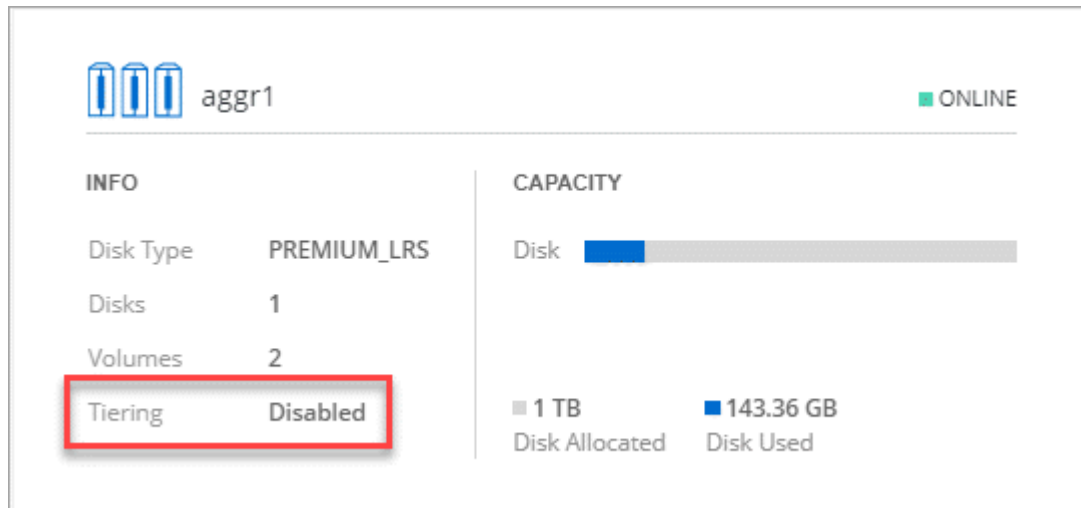 aggr1
ONLINE
INFO
Disk Type PREMIUM_LRS
Disks 1
Volumes 2
Tiering Disabled
CAPACITY
Disk
1 TB 143.36 GB
Disk Allocated Disk Used